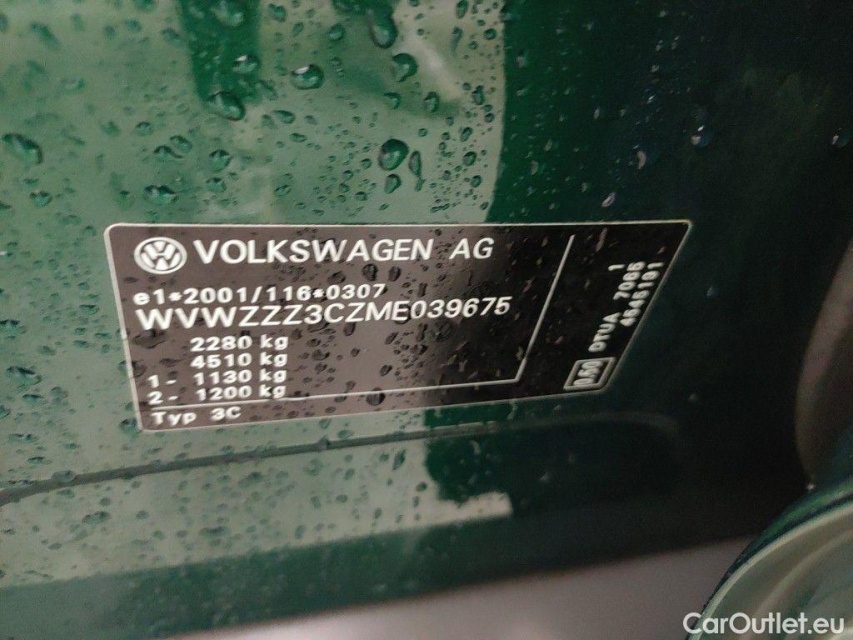 VOLKSWAGEN AG
e1*2001/116*0307
WVWZZZ3CZME039675
2280 kg
4510 kg
1- 1130 kg
2- 1200 kg
Typ 3C
CarOutlet.eu